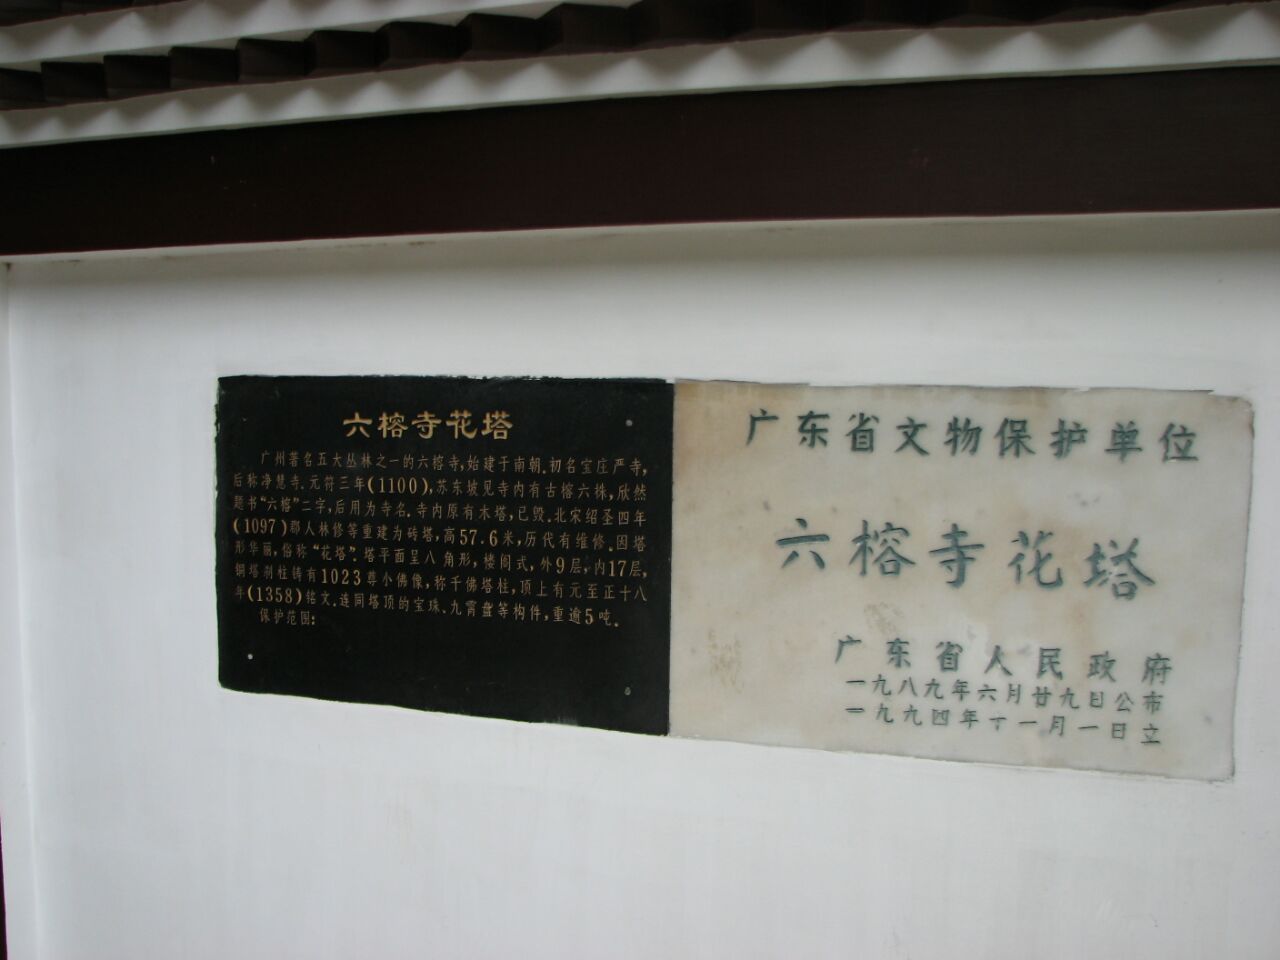 六榕寺花塔
广州著名五大丛林之一的六榕寺,始建于南朝.初名宝庄严寺,
后称净慧寺.元符三年(1100),苏东坡见寺内有古榕六株,欣然
题书“六榕”二字,后用为寺名.寺内原有木塔,已毁.北宋绍圣四年
(1097)郡人林修等重建为砖塔,高57.6米,历代有维修.因塔
形华丽,俗称“花塔”.塔平面呈八角形,楼阁式,外9层,内17层,
铜塔刹柱铸有1023尊小佛像,称千佛塔柱,顶上有元至正十八
年(1358)铭文.连同塔顶的宝珠、九霄盘等构件,重逾5吨.
保护范围:
广东省文物保护单位
六榕寺花塔
广东省人民政府
一九八九年六月廿九日公布
一九九四年十一月一日立